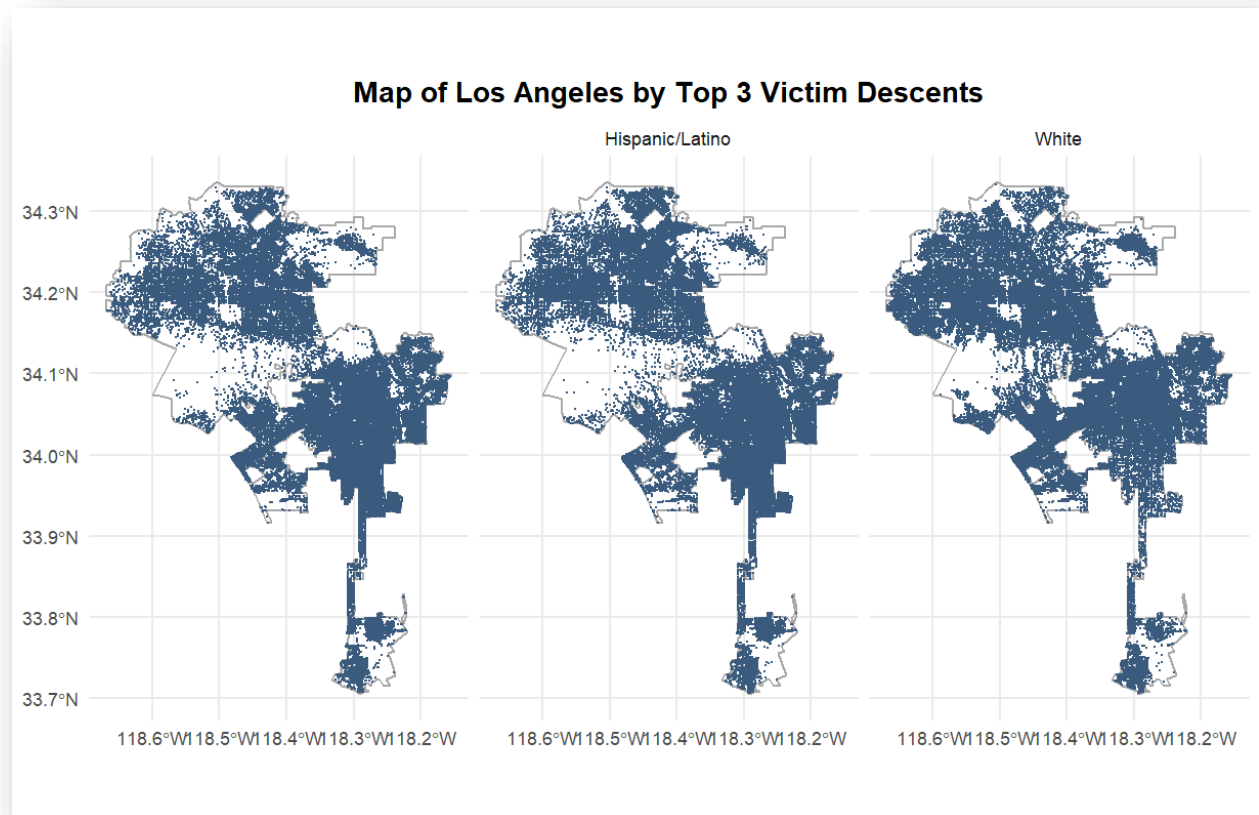 Map of Los Angeles by Top 3 Victim Descents
Hispanic/Latino White
34.3°N
34.2°N
34.1°N
34.0°N
33.9°N
33.8°N
33.7°N
118.6°W118.5°W118.4°W118.3°W118.2°W 118.6°W118.5°W118.4°W118.3°W118.2°W 118.6°W118.5°W118.4°W118.3°W118.2°W